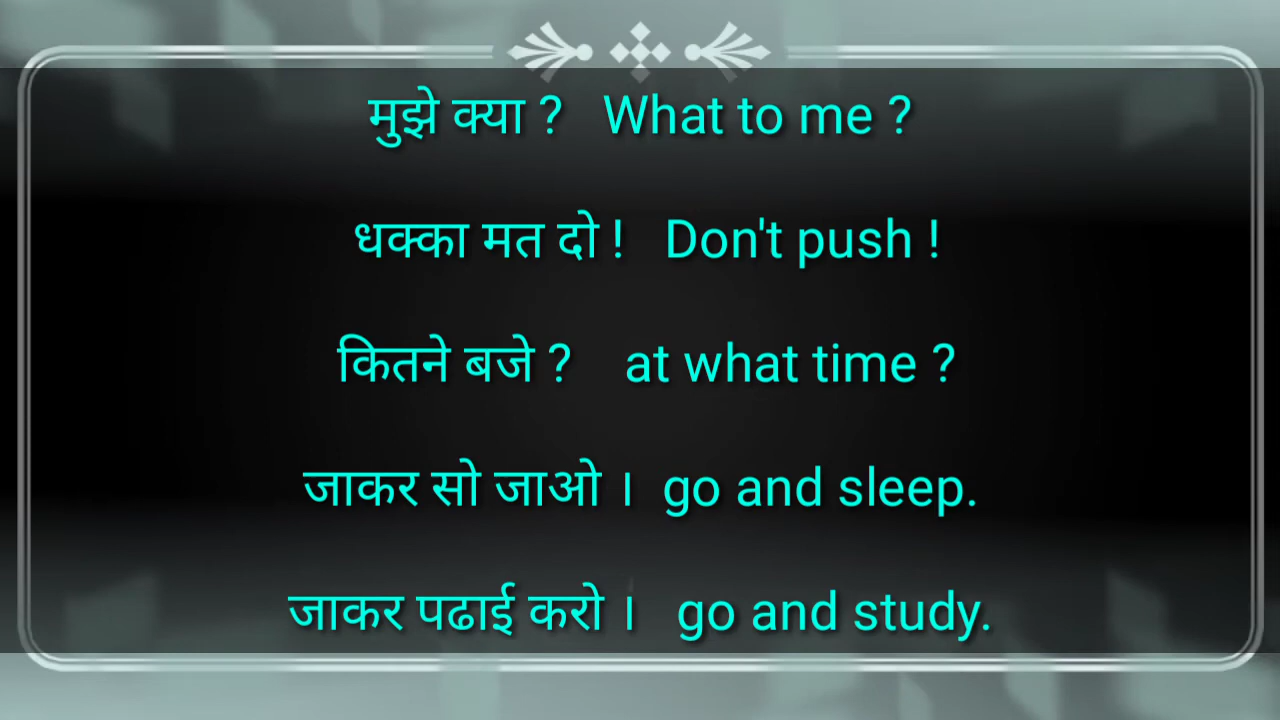 मुझे क्या ? What to me ?
धक्का मत दो ! Don't push !
कितने बजे ? at what time ?
जाकर सो जाओ । go and sleep.
जाकर पढाई करो । go and study.